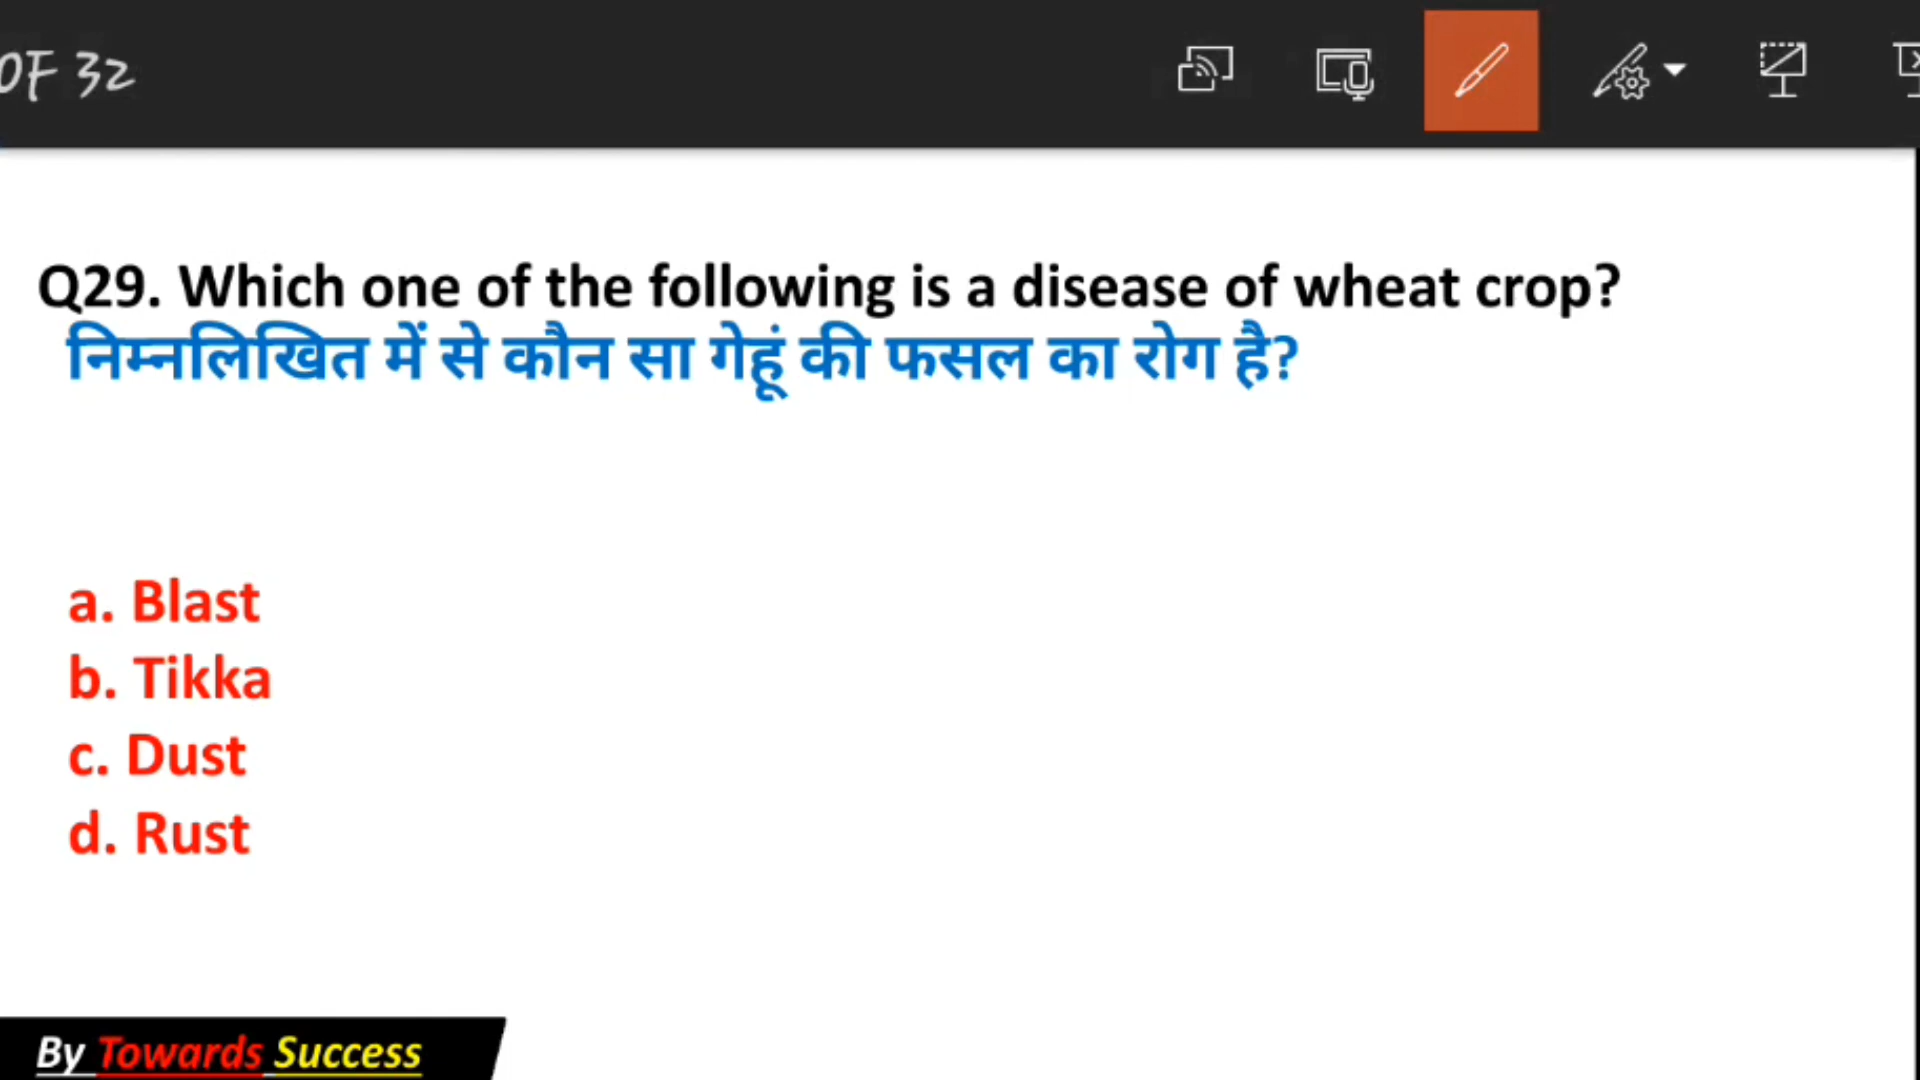 OF 32
Q29. Which one of the following is a disease of wheat crop?
निम्नलिखित में से कौन सा गेहूं की फसल का रोग है?
a. Blast
b. Tikka
c. Dust
d. Rust
By Towards Success